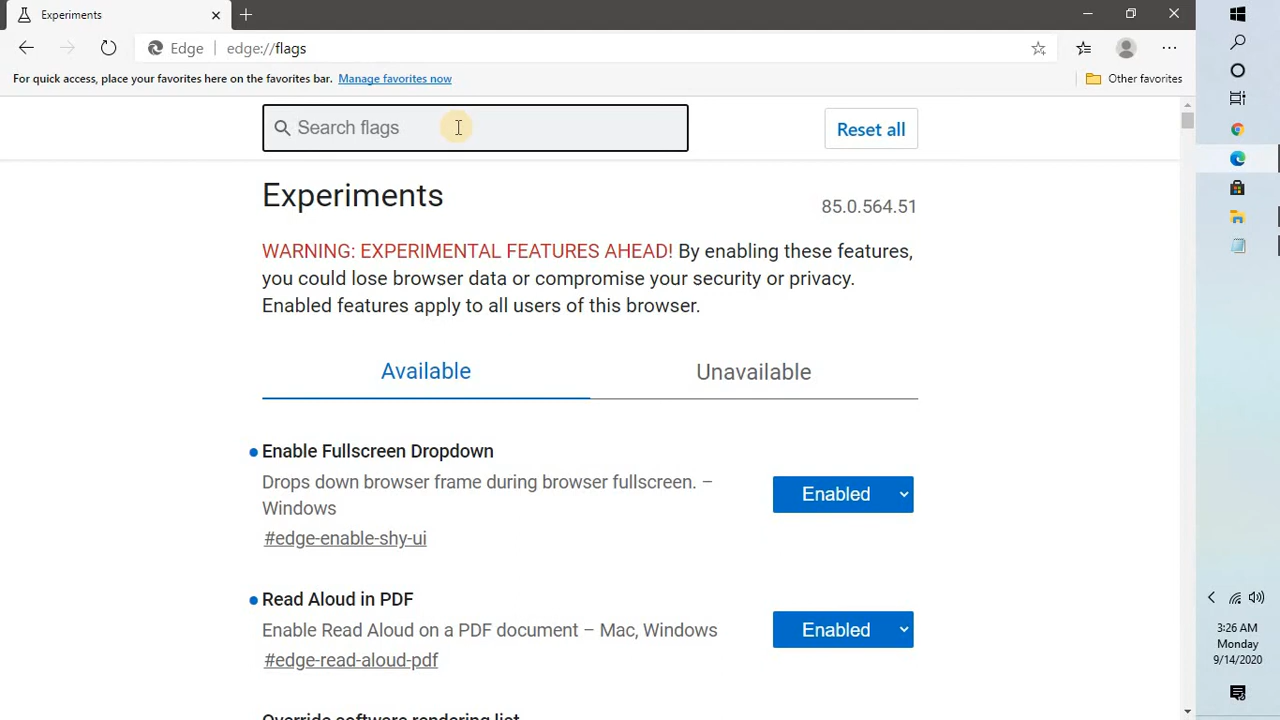 Experiments
Edge
edge://flags
For quick access, place your favorites here on the favorites bar. Manage favorites now
Other favorites
Search flags
Reset all
Experiments
85.0.564.51
WARNING: EXPERIMENTAL FEATURES AHEAD! By enabling these features,
you could lose browser data or compromise your security or privacy.
Enabled features apply to all users of this browser.
Available
Unavailable
Enable Fullscreen Dropdown
Drops down browser frame during browser fullscreen. –
Windows
#edge-enable-shy-ui
Enabled
Read Aloud in PDF
Enable Read Aloud on a PDF document – Mac, Windows
#edge-read-aloud-pdf
Enabled
Override software rendering list
3:26 AM
Monday
9/14/2020